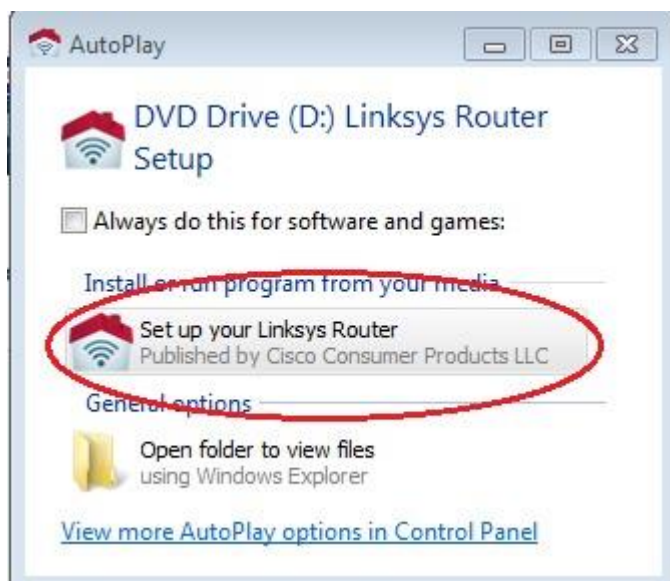 AutoPlay
DVD Drive (D:) Linksys Router
Setup
Always do this for software and games:
Install or run program from your media
Set up your Linksys Router
Published by Cisco Consumer Products LLC
General options
Open folder to view files
using Windows Explorer
View more AutoPlay options in Control Panel